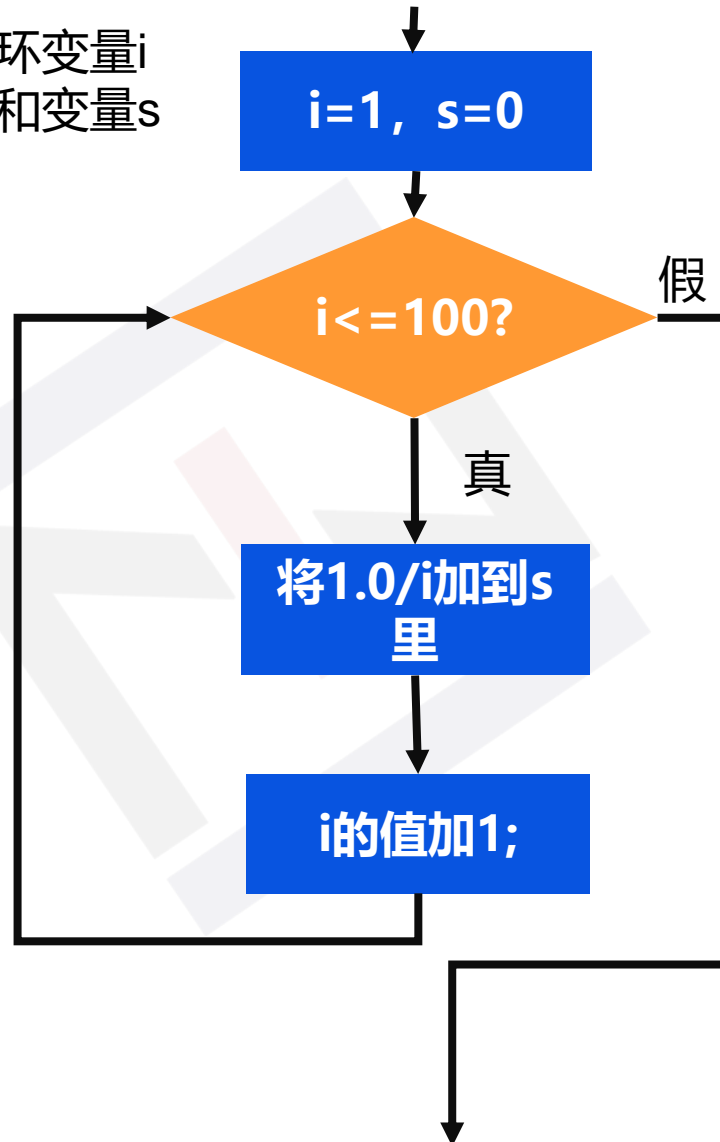 环变量i
和变量s
i=1，s=0
i<=100?
假
真
将1.0/i加到s
里
i的值加1;